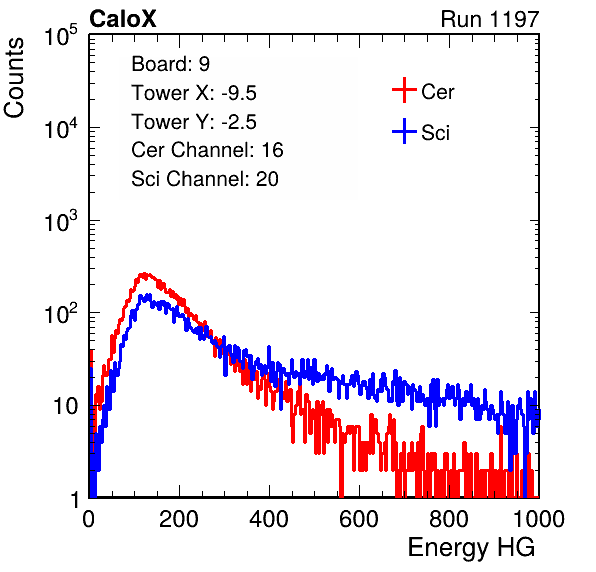 CaloX Run 1197
Counts
10^5
10^4
10^3
10^2
10
1
Board: 9
Tower X: -9.5
Tower Y: -2.5
Cer Channel: 16
Sci Channel: 20
Cer
Sci
0 200 400 600 800 1000
Energy HG